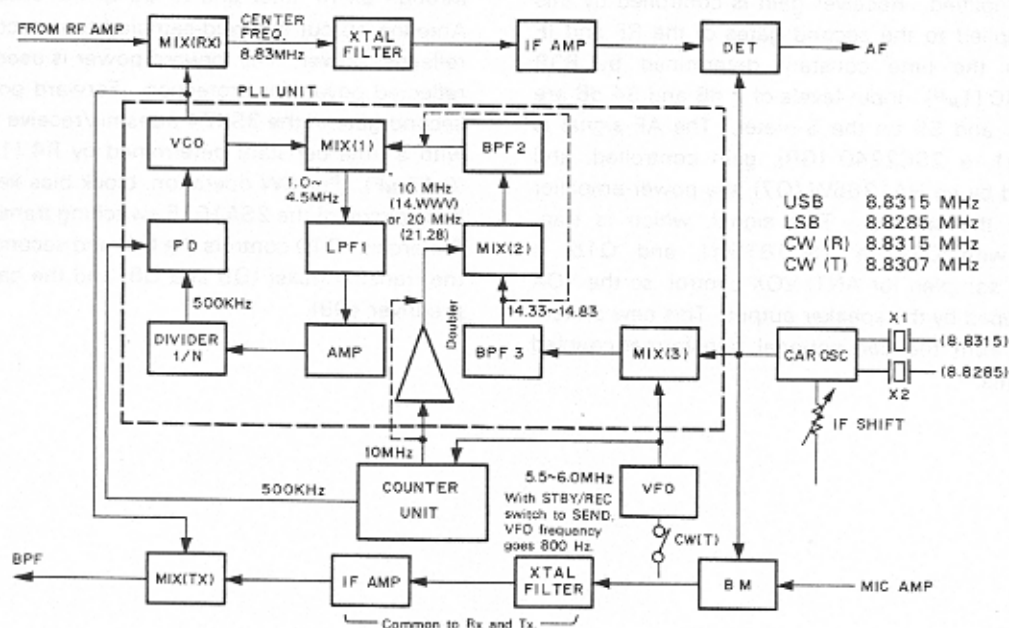 FROM RF AMP
MIX(RX)
CENTER
FREQ.
8.83MHz
XTAL
FILTER
IF AMP
DET
AF
PLL UNIT
VCO
MIX(1)
BPF2
1.0~
4.5MHz
10 MHz
(14.WWV)
or 20 MHz
(21.28)
USB 8.8315 MHz
LSB 8.8285 MHz
CW (R) 8.8315 MHz
CW (T) 8.8307 MHz
PD
LPF1
MIX(2)
500KHz
14.33~14.83
DIVIDER
1/N
AMP
Doubler
BPF 3
MIX(3)
CAR OSC
X1
(8.8315)
(8.8285)
X2
IF SHIFT
10MHz
500KHz
COUNTER
UNIT
5.5~6.0MHz
VFO
With STBY/REC
switch to SEND,
VFO frequency
goes 800 Hz.
CW(T)
BPF
MIX(TX)
IF AMP
XTAL
FILTER
BM
MIC AMP
Common to Rx and Tx.